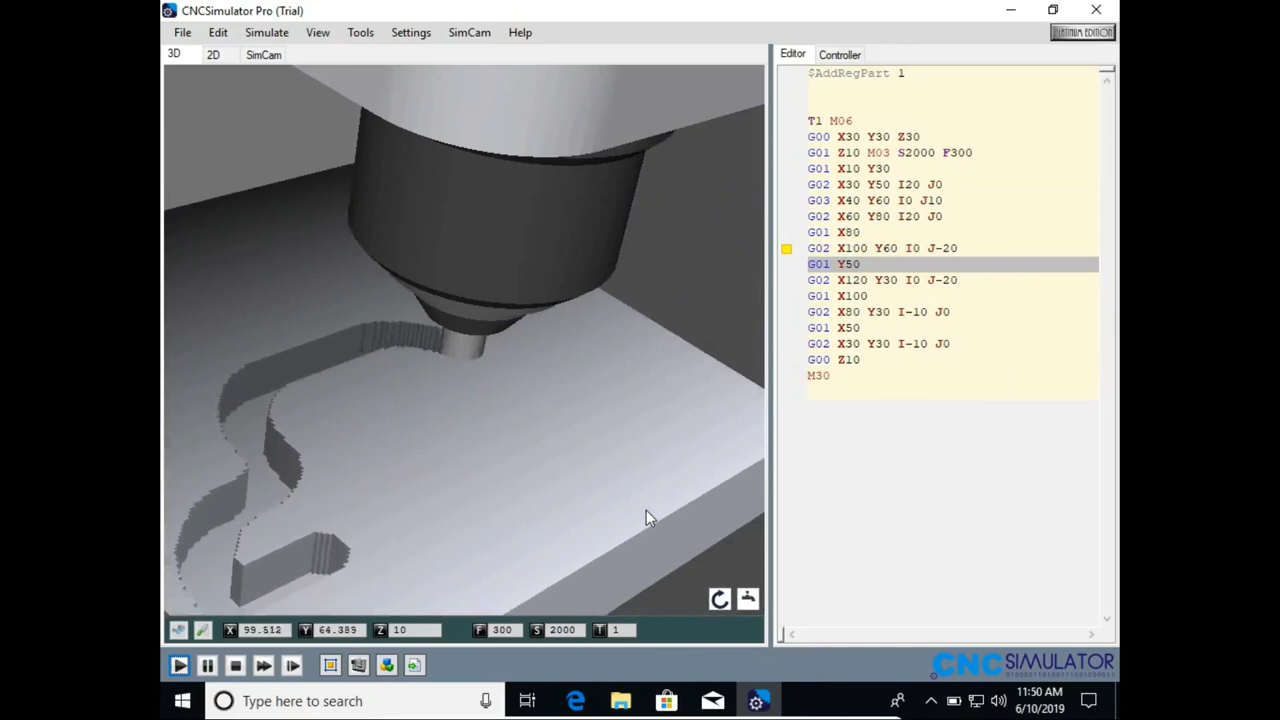 CNCSimulator Pro (Trial)
File Edit Simulate View Tools Settings SimCam Help
PLATINUM EDITION
3D 2D SimCam
Editor Controller
$AddRegPart 1
T1 M06
G00 X30 Y30 Z30
G01 Z10 M03 S2000 F300
G01 X10 Y30
G02 X30 Y50 I20 J0
G03 X40 Y60 I0 J10
G02 X60 Y80 I20 J0
G01 X80
G02 X100 Y60 I0 J-20
G01 Y50
G02 X120 Y30 I0 J-20
G01 X100
G02 X80 Y30 I-10 J0
G01 X50
G02 X30 Y30 I-10 J0
G00 Z10
M30
X 99.512 Y 64.389 Z 10 F 300 S 2000 T 1
CNC SIMULATOR
Type here to search
11:50 AM
6/10/2019